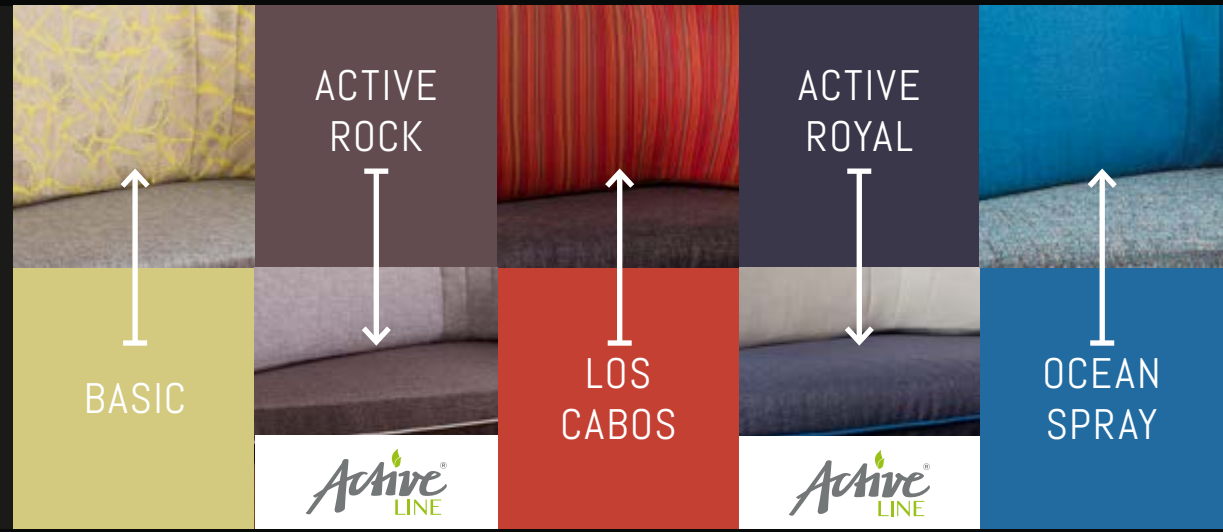 BASIC
ACTIVE
ROCK
Active®
LINE
LOS
CABOS
ACTIVE
ROYAL
Active®
LINE
OCEAN
SPRAY